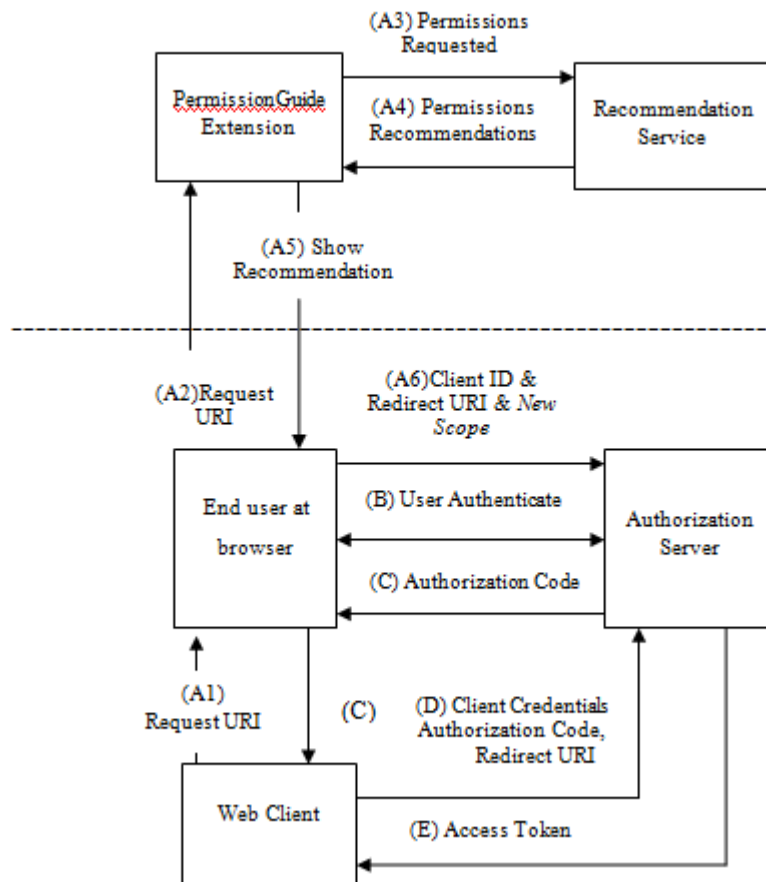 (A3) Permissions
Requested
PermissionGuide
Extension
(A4) Permissions
Recommendations
Recommendation
Service
(A5) Show
Recommendation
(A2)Request
URI
(A6)Client ID &
Redirect URI & New
Scope
End user at
browser
(B) User Authenticate
Authorization
Server
(C) Authorization Code
(A1)
Request URI
(C)
(D) Client Credentials
Authorization Code,
Redirect URI
Web Client
(E) Access Token